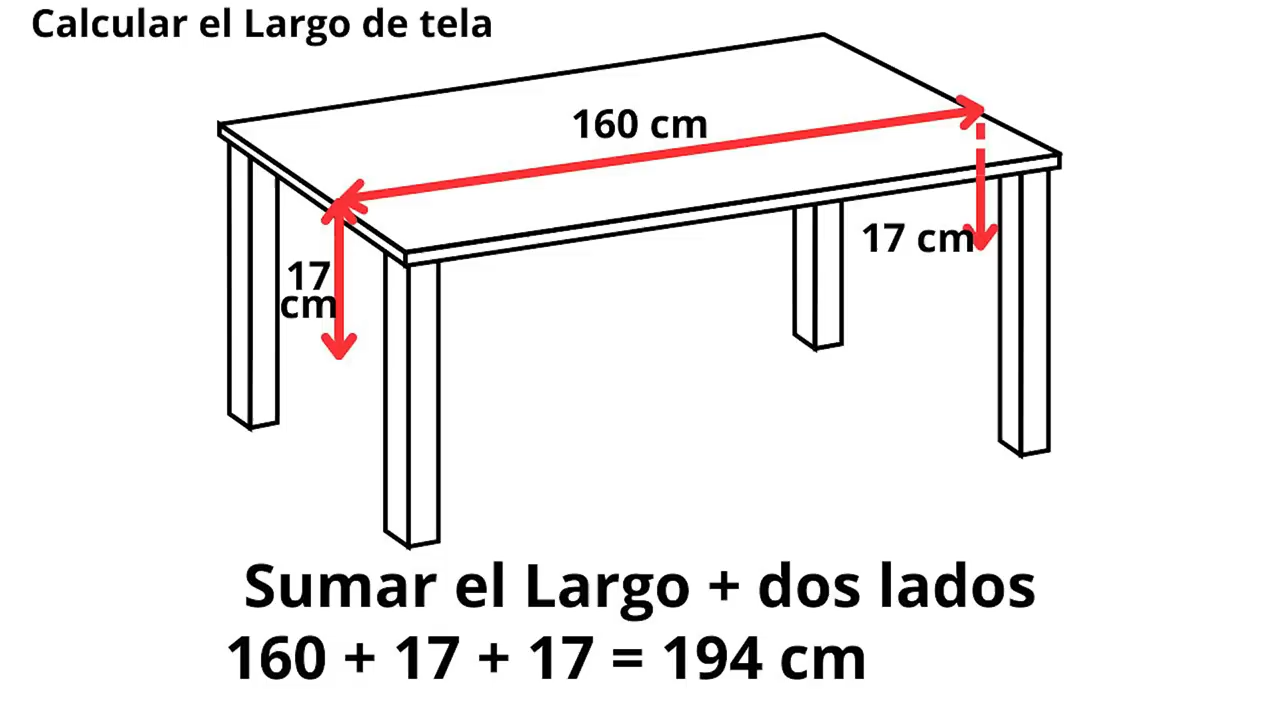 Calcular el Largo de tela
160 cm
17 cm
17
cm
Sumar el Largo + dos lados
160 + 17 + 17 = 194 cm